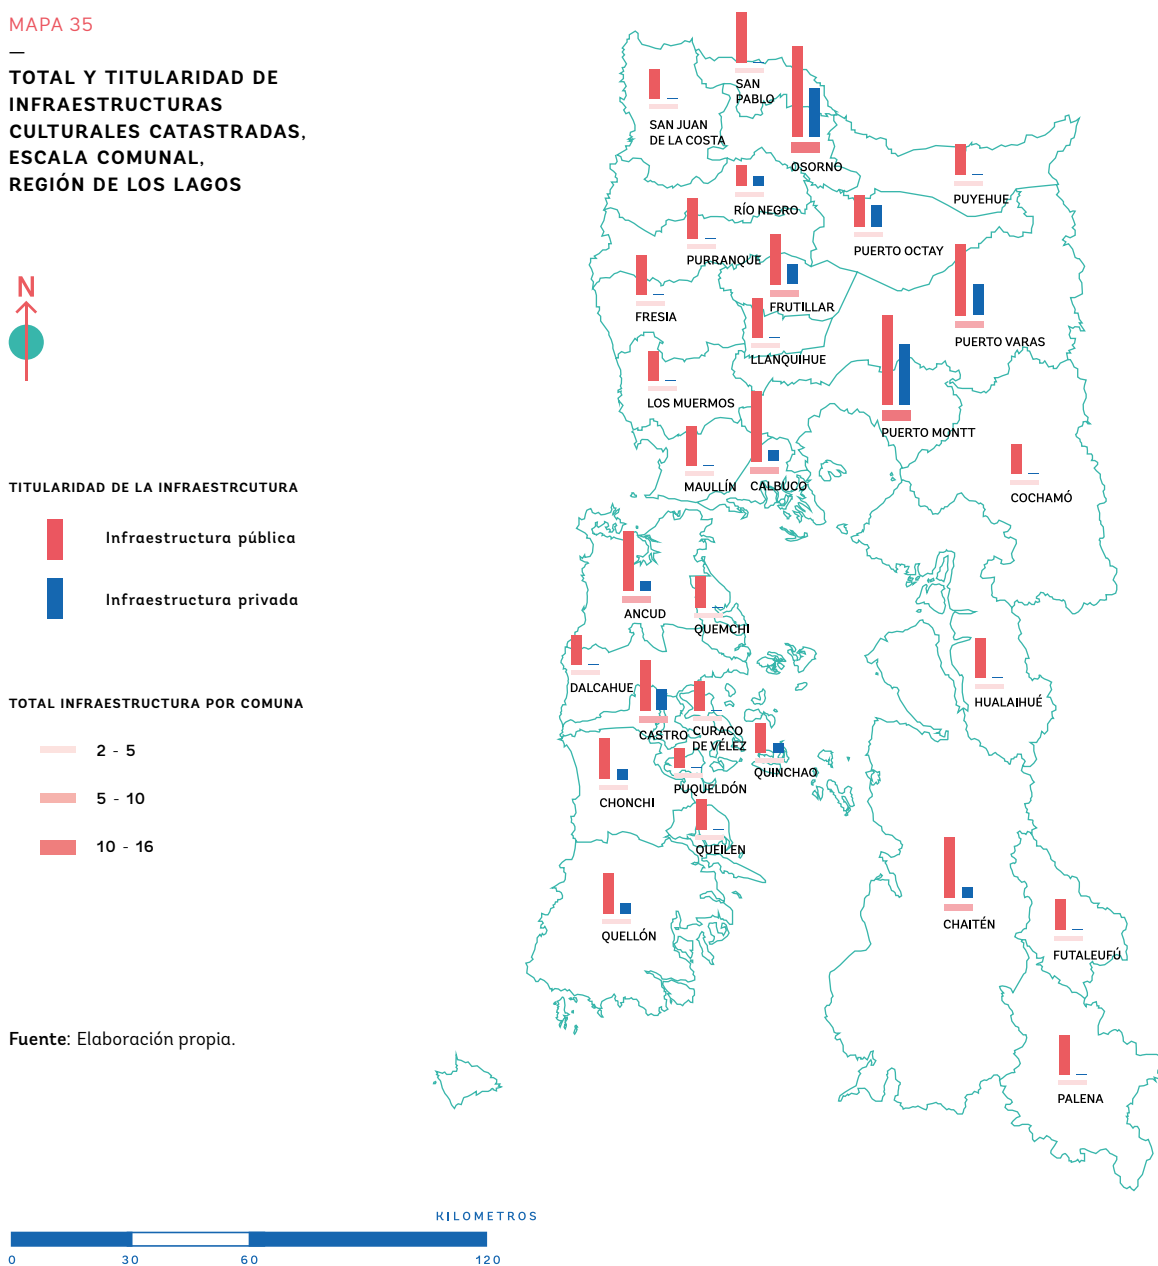 MAPA 35
—
TOTAL Y TITULARIDAD DE
INFRAESTRUCTURAS
CULTURALES CATASTRADAS,
ESCALA COMUNAL,
REGIÓN DE LOS LAGOS
N
TITULARIDAD DE LA INFRAESTRCUTURA
Infraestructura pública
Infraestructura privada
TOTAL INFRAESTRUCTURA POR COMUNA
2 - 5
5 - 10
10 - 16
Fuente: Elaboración propia.
KILOMETROS
0 30 60 120
SAN
PABLO
SAN JUAN
DE LA COSTA
OSORNO
PUYEHUE
RÍO NEGRO
PUERTO OCTAY
PURRANQUE
FRUTILLAR
FRESIA
PUERTO VARAS
LLANQUIHUE
LOS MUERMOS
PUERTO MONTT
MAULLÍN
CALBUCO
COCHAMÓ
ANCUD
QUEMCHI
DALCAHUE
HUALAIHUÉ
CASTRO
CURACO
DE VÉLEZ
QUINCHAO
PUQUELDÓN
CHONCHI
QUEILEN
QUELLÓN
CHAITÉN
FUTALEUFÚ
PALENA